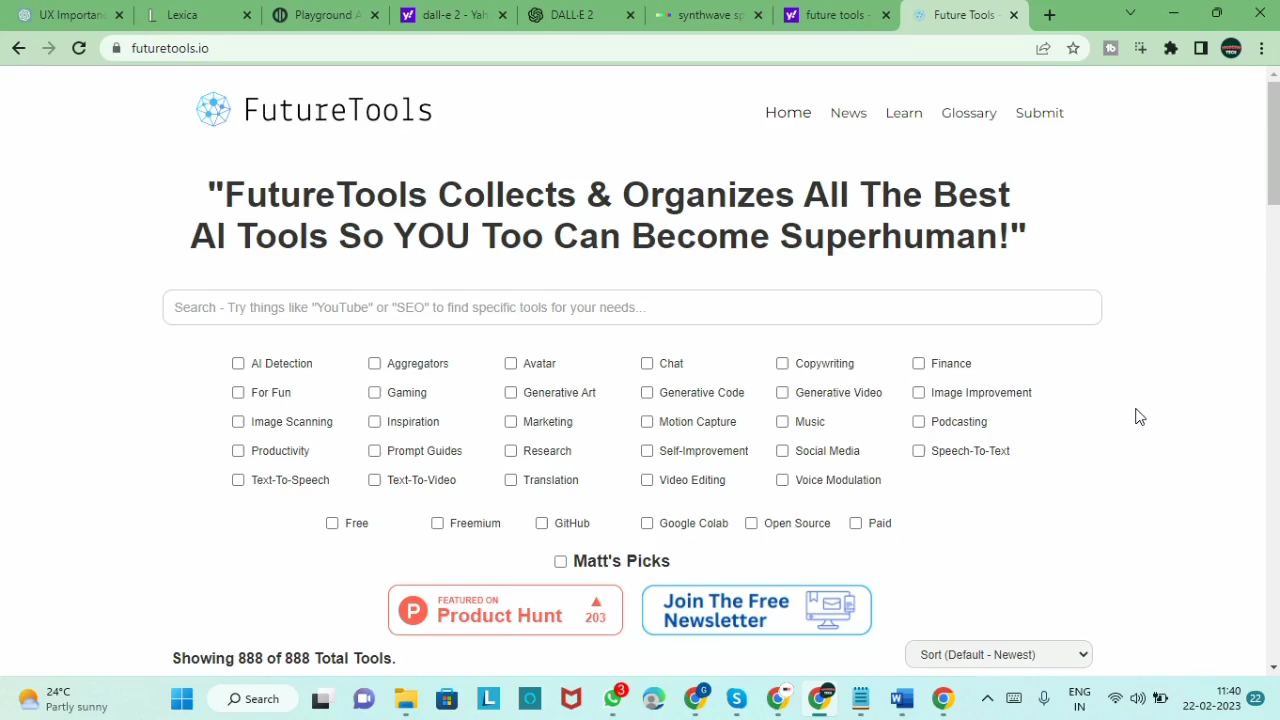 UX Importanc
Lexica
Playground A
dall-e 2 - Yah
DALL·E 2
synthwave sp
future tools -
Future Tools -
futuretools.io
FutureTools
Home News Learn Glossary Submit
"FutureTools Collects & Organizes All The Best
AI Tools So YOU Too Can Become Superhuman!"
Search - Try things like "YouTube" or "SEO" to find specific tools for your needs...
AI Detection Aggregators Avatar Chat Copywriting Finance
For Fun Gaming Generative Art Generative Code Generative Video Image Improvement
Image Scanning Inspiration Marketing Motion Capture Music Podcasting
Productivity Prompt Guides Research Self-Improvement Social Media Speech-To-Text
Text-To-Speech Text-To-Video Translation Video Editing Voice Modulation
Free Freemium GitHub Google Colab Open Source Paid
Matt's Picks
FEATURED ON
Product Hunt
203
Join The Free
Newsletter
Showing 888 of 888 Total Tools.
Sort (Default - Newest)
24°C
Partly sunny
Search
3
G
ENG
IN
11:40
22-02-2023
22